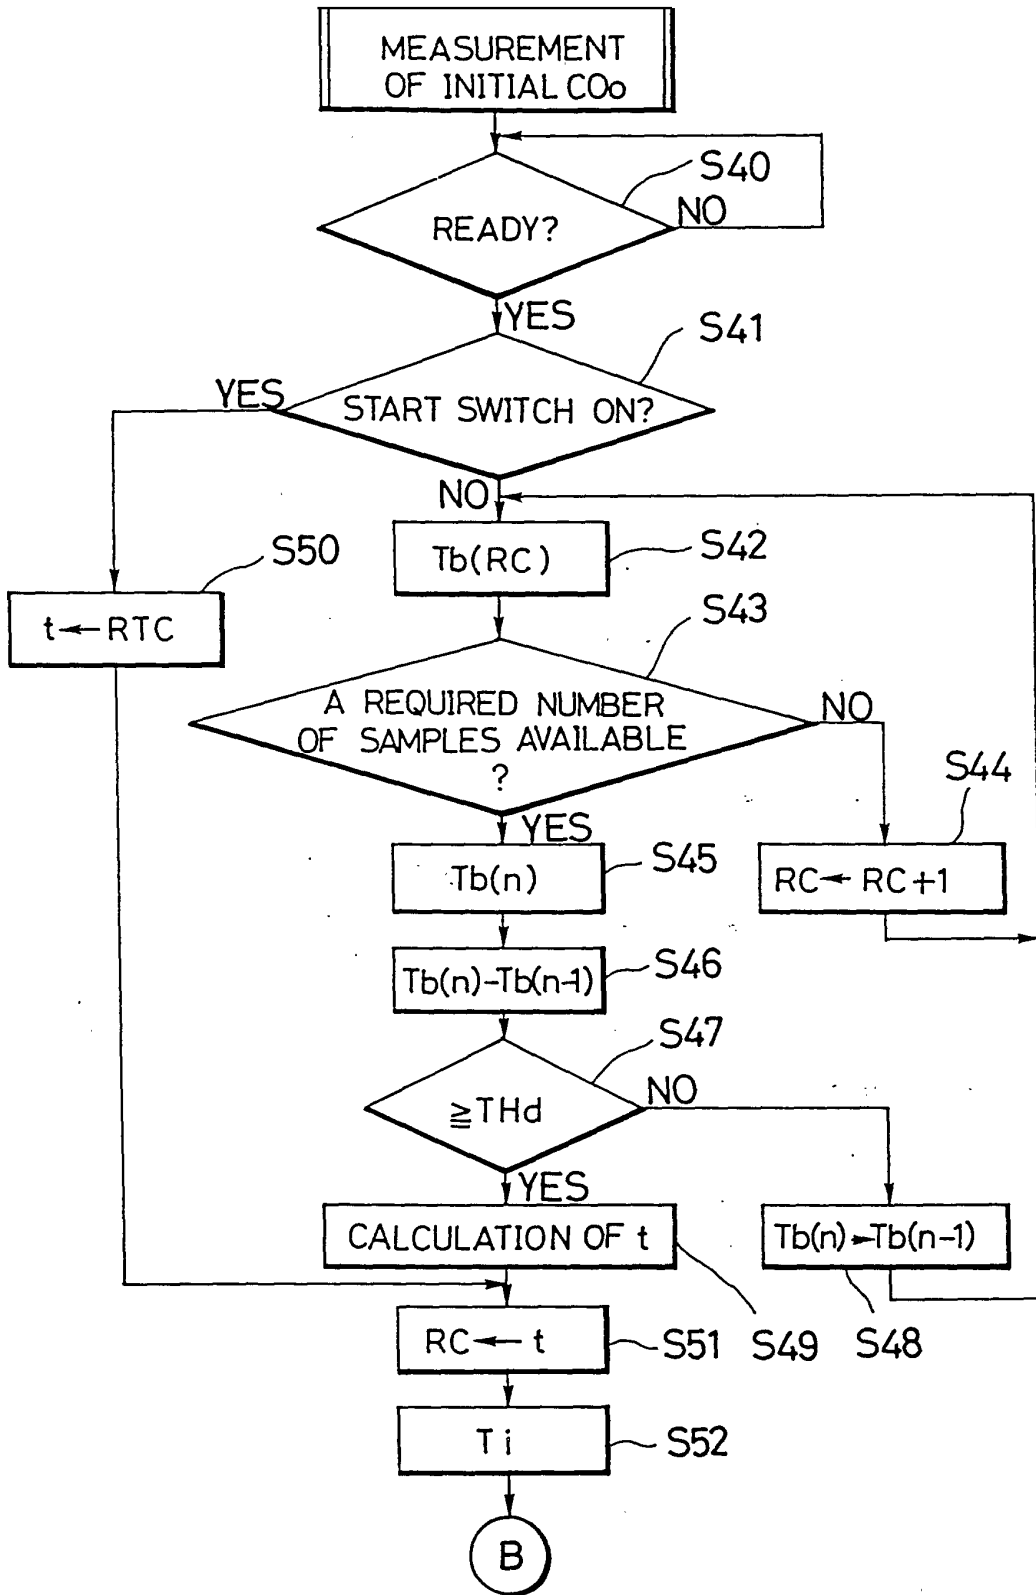 MEASUREMENT
OF INITIAL COo
S40
READY?
NO
YES
S41
YES
START SWITCH ON?
NO
S50
Tb(RC)
S42
t←RTC
S43
A REQUIRED NUMBER
OF SAMPLES AVAILABLE
?
NO
S44
YES
Tb(n)
S45
RC←RC+1
Tb(n)-Tb(n-1)
S46
S47
≧THd
NO
YES
CALCULATION OF t
Tb(n)→Tb(n-1)
RC←t
S51
S49
S48
Ti
S52
B